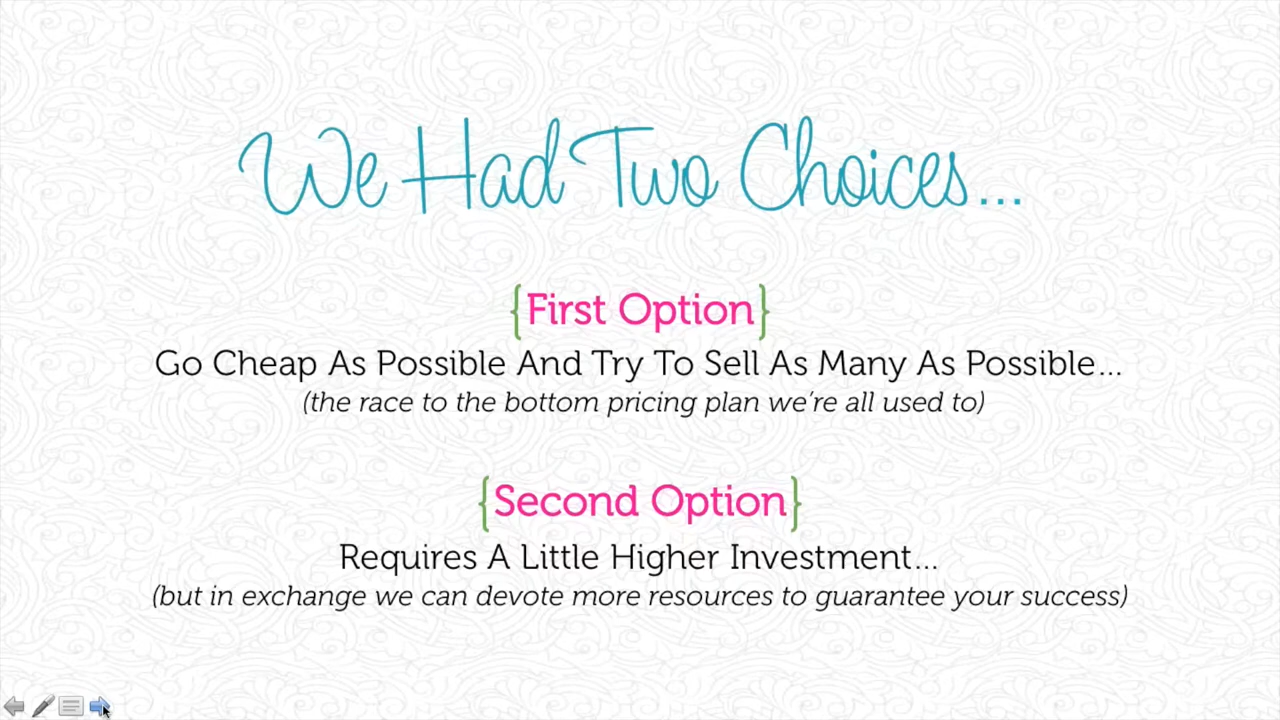 We Had Two Choices...
{First Option}
Go Cheap As Possible And Try To Sell As Many As Possible...
(the race to the bottom pricing plan we're all used to)
{Second Option}
Requires A Little Higher Investment...
(but in exchange we can devote more resources to guarantee your success)